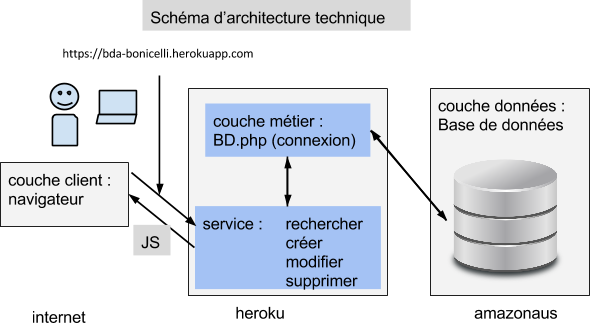 Schéma d'architecture technique
https://bda-bonicelli.herokuapp.com
couche métier :
BD.php (connexion)
couche données :
Base de données
couche client :
navigateur
service : rechercher
créer
modifier
supprimer
JS
internet
heroku
amazonaus